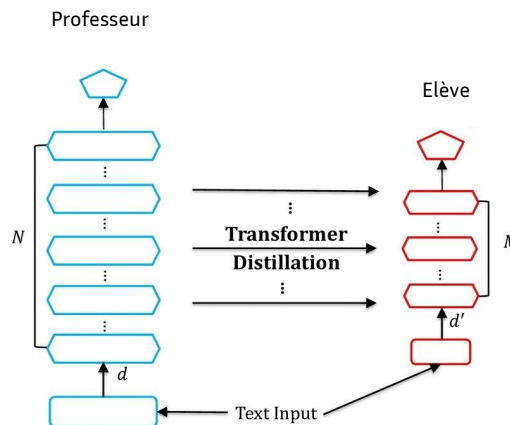 Professeur
Elève
N
Transformer
Distillation
M
d
d′
Text Input